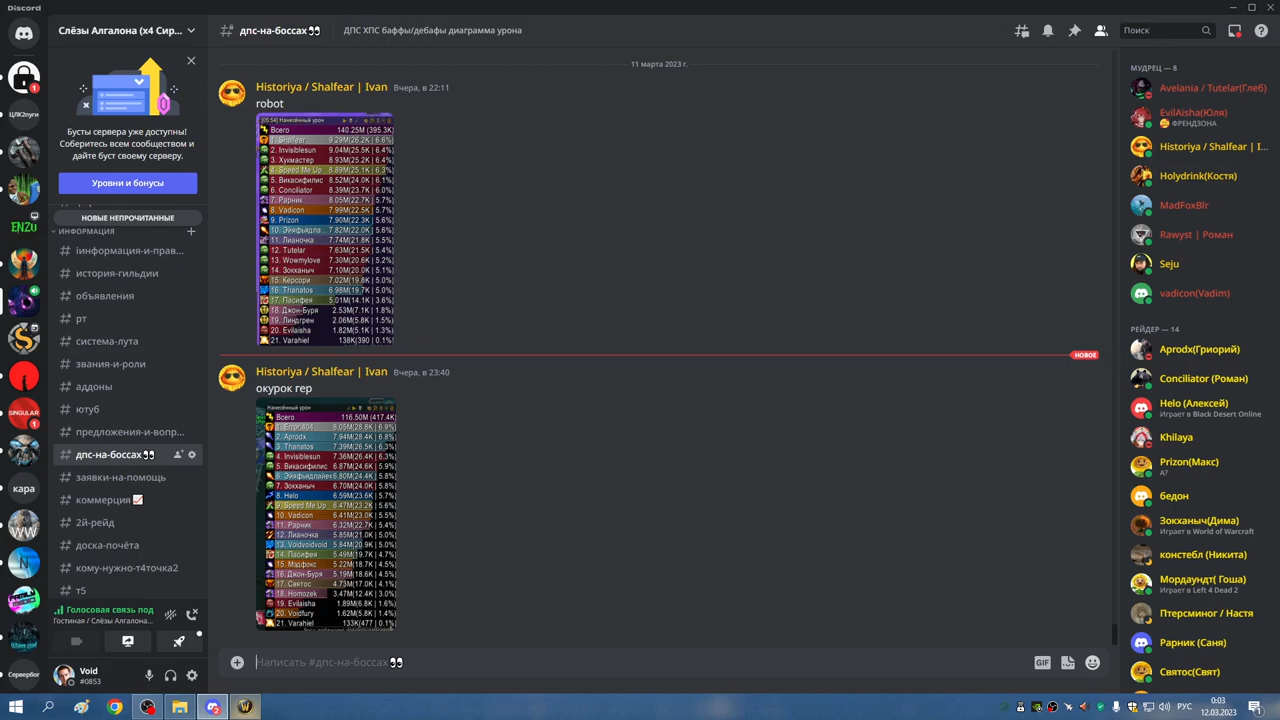 Discord
Слёзы Алгалона (x4 Сир...
Бусты сервера уже доступны!
Соберитесь всем сообществом и
дайте буст своему серверу.
Уровни и бонусы
НОВЫЕ НЕПРОЧИТАННЫЕ
ИНФОРМАЦИЯ
# iинформация-и-прав...
# история-гильдии
# объявления
# рт
# система-лута
# звания-и-роли
# аддоны
# ютуб
# предложения-и-вопр...
# дпс-на-боссах👀
# заявки-на-помощь
# коммерция📈
# 2й-рейд
# доска-почёта
# кому-нужно-т4точка2
# т5
Голосовая связь под
Гостиная / Слёзы Алгалона...
Void
#0853
1
ЦЛК2пуги
ENZU
SINGULAR
1
кара
WW
Сервербог
дпс-на-боссах👀
ДПС ХПС баффы/дебафы диаграмма урона
Поиск
11 марта 2023 г.
Historiya / Shalfear | Ivan Вчера, в 22:11
robot
[05:54] Нанесённый урон
Всего 140.25M (395.3K)
1. Shalfear 9.29M(26.2K | 6.6%)
2. Invisiblesun 9.04M(25.5K | 6.4%)
3. Хукмастер 8.93M(25.2K | 6.4%)
4. Speed Me Up 8.89M(25.1K | 6.3%)
5. Викасифилис 8.52M(24.0K | 6.1%)
6. Conciliator 8.39M(23.7K | 6.0%)
7. Рарник 8.05M(22.7K | 5.7%)
8. Vadicon 7.99M(22.5K | 5.7%)
9. Prizon 7.90M(22.3K | 5.6%)
10. Эйяфьядла... 7.82M(22.0K | 5.6%)
11. Лианочка 7.74M(21.8K | 5.5%)
12. Tutelar 7.63M(21.5K | 5.4%)
13. Wowmylove 7.30M(20.6K | 5.2%)
14. Зокханыч 7.10M(20.0K | 5.1%)
15. Керсори 7.02M(19.8K | 5.0%)
16. Thanatos 6.98M(19.7K | 5.0%)
17. Пасифея 5.01M(14.1K | 3.6%)
18. Джон-Буря 2.53M(7.1K | 1.8%)
19. Линдгрен 2.06M(5.8K | 1.5%)
20. Evilaisha 1.82M(5.1K | 1.3%)
21. Varahiel 138K(390 | 0.1%)
НОВОЕ
Historiya / Shalfear | Ivan Вчера, в 23:40
окурок гер
Нанесённый урон
Всего 116.50M (417.4K)
1. Error.404 8.05M(28.8K | 6.9%)
2. Aprodx 7.94M(28.4K | 6.8%)
3. Thanatos 7.39M(26.5K | 6.3%)
4. Invisiblesun 7.36M(26.4K | 6.3%)
5. Викасифилис 6.87M(24.6K | 5.9%)
6. Эйяфьядлайек 6.80M(24.4K | 5.8%)
7. Зокханыч 6.70M(24.0K | 5.8%)
8. Helo 6.59M(23.6K | 5.7%)
9. Speed Me Up 6.47M(23.2K | 5.6%)
10. Vadicon 6.41M(23.0K | 5.5%)
11. Рарник 6.32M(22.7K | 5.4%)
12. Лианочка 5.85M(21.0K | 5.0%)
13. Voidvoidvoid 5.84M(20.9K | 5.0%)
14. Пасифея 5.49M(19.7K | 4.7%)
15. Мэдфокс 5.22M(18.7K | 4.5%)
16. Джон-Буря 5.19M(18.6K | 4.5%)
17. Святос 4.73M(17.0K | 4.1%)
18. Homozek 3.47M(12.4K | 3.0%)
19. Evilaisha 1.89M(6.8K | 1.6%)
20. Voidfury 1.62M(5.8K | 1.4%)
21. Varahiel 133K(477 | 0.1%)
Написать #дпс-на-боссах👀
GIF
МУДРЕЦ — 8
Avelania / Tutelar(Глеб)
EvilAisha(Юля)
ФРЕНДЗОНА
Historiya / Shalfear | I...
Holydrink(Костя)
MadFoxBlr
Rawyst | Роман
Seju
vadicon(Vadim)
РЕЙДЕР — 14
Aprodx(Гриорий)
Conciliator (Роман)
Helo (Алексей)
Играет в Black Desert Online
Khilaya
Prizon(Макс)
А?
бедон
Зокханыч(Дима)
Играет в World of Warcraft
констебл (Никита)
Мордаундт( Гоша)
Играет в Left 4 Dead 2
Птерсминог / Настя
Рарник (Саня)
Святос(Свят)
РУС
0:03
12.03.2023
1